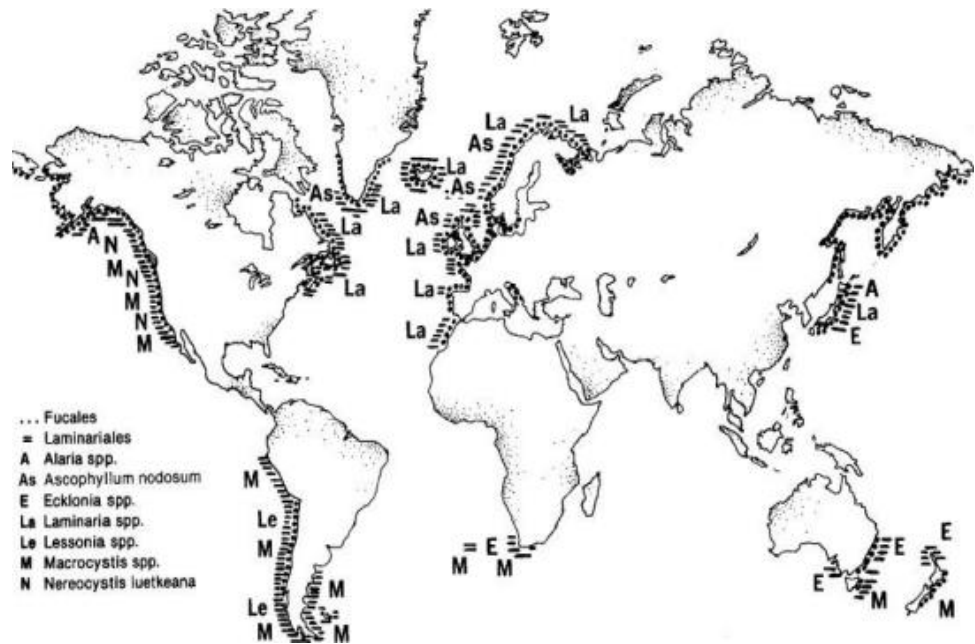 La La
As
La
As As
La
As
La
A N
La
M N
La
La
A
M
La
N
La
M
E
... Fucales
= Laminariales
A Alaria spp.
As Ascophyllum nodosum
E Ecklonia spp.
La Laminaria spp.
Le Lessonia spp.
M Macrocystis spp.
N Nereocystis luetkeana
M
Le
M
M
Le
M M
M E M
E
E
M
E
M